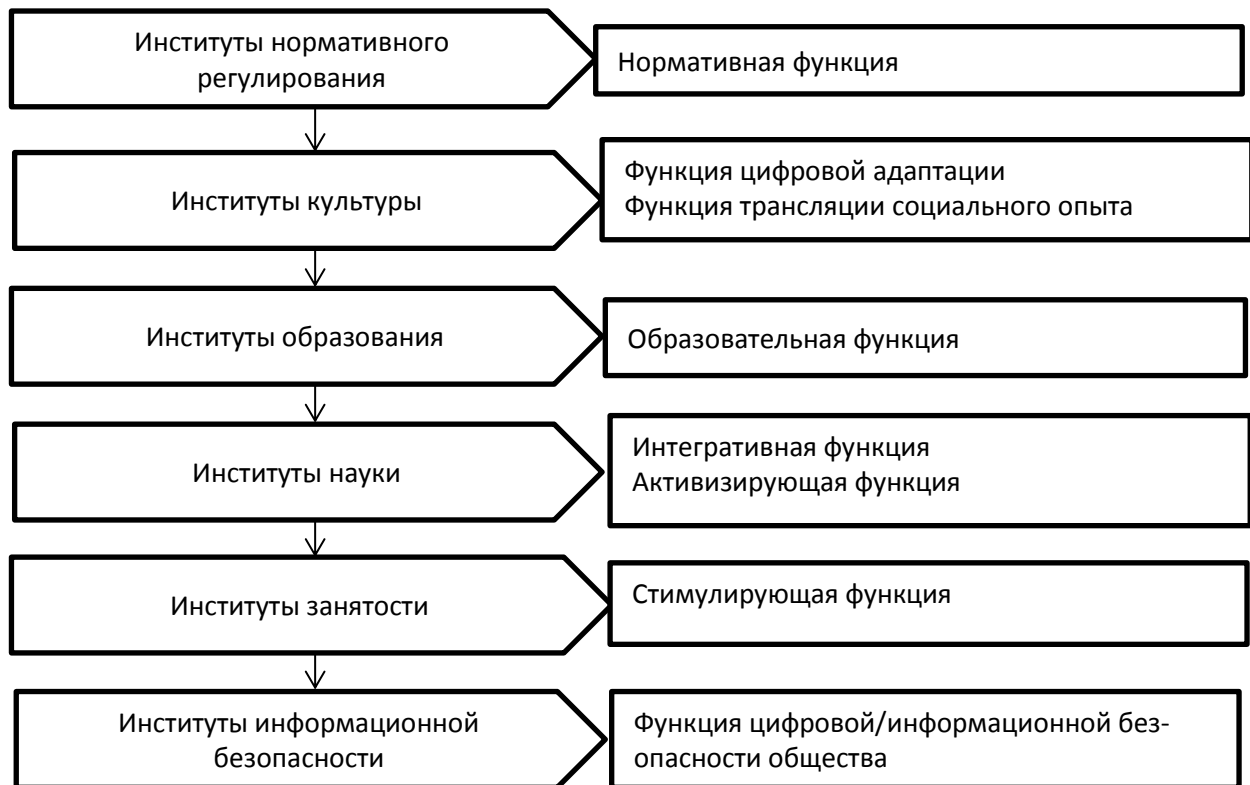 Институты нормативного
регулирования
Нормативная функция
Институты культуры
Функция цифровой адаптации
Функция трансляции социального опыта
Институты образования
Образовательная функция
Институты науки
Интегративная функция
Активизирующая функция
Институты занятости
Стимулирующая функция
Институты информационной
безопасности
Функция цифровой/информационной без-
опасности общества